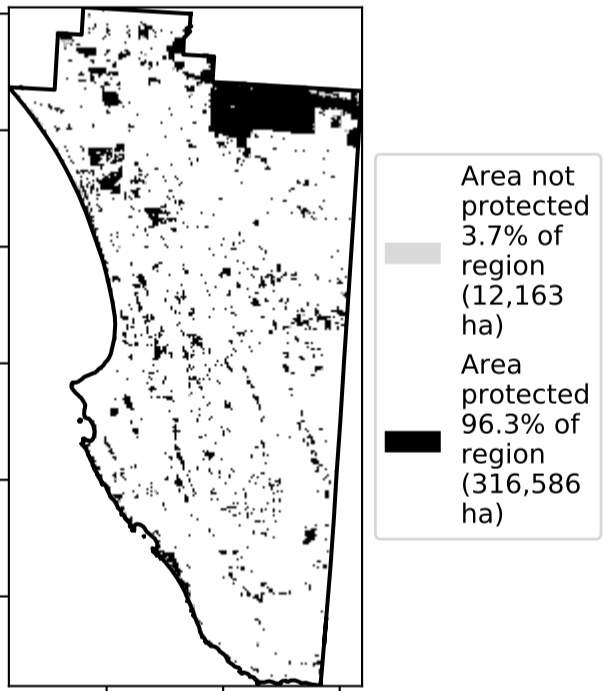 Area not
protected
3.7% of
region
(12,163
ha)
Area
protected
96.3% of
region
(316,586
ha)